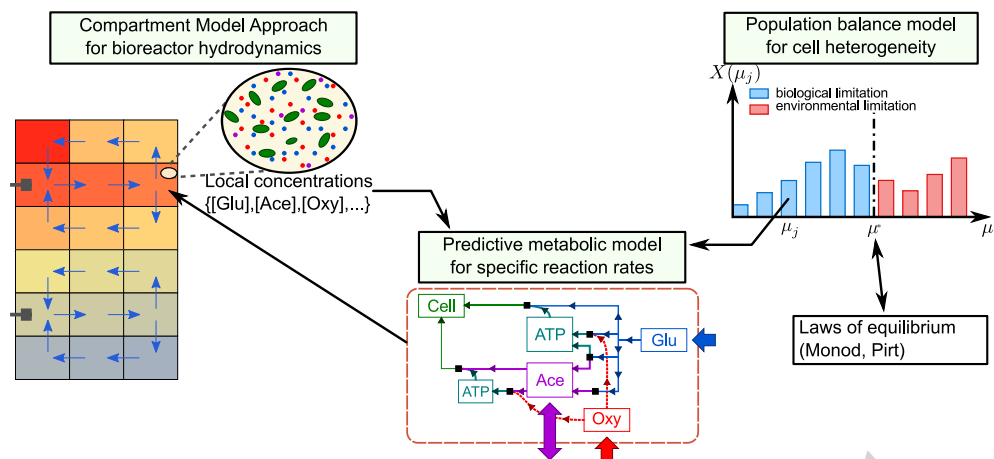 Compartment Model Approach
for bioreactor hydrodynamics
Population balance model
for cell heterogeneity
X(μj)
biological limitation
environmental limitation
Local concentrations
{[Glu],[Ace],[Oxy],...}
μj
μ*
μ
Predictive metabolic model
for specific reaction rates
Cell
ATP
Glu
Ace
ATP
Oxy
Laws of equilibrium
(Monod, Pirt)